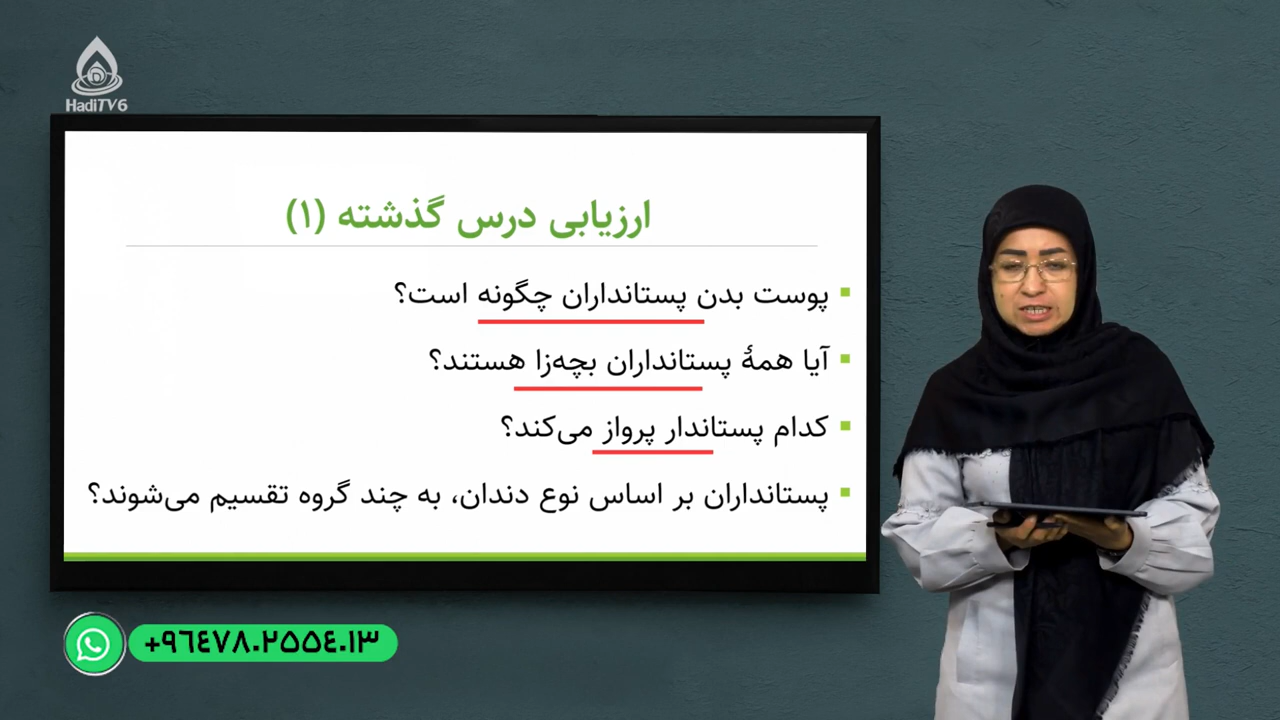 HadiTV6
ارزیابی درس گذشته (۱)
پوست بدن پستانداران چگونه است؟
آیا همهٔ پستانداران بچه‌زا هستند؟
کدام پستاندار پرواز می‌کند؟
پستانداران بر اساس نوع دندان، به چند گروه تقسیم می‌شوند؟
+۹٦٤۷۸۰۲۵۵٤۰۱۳